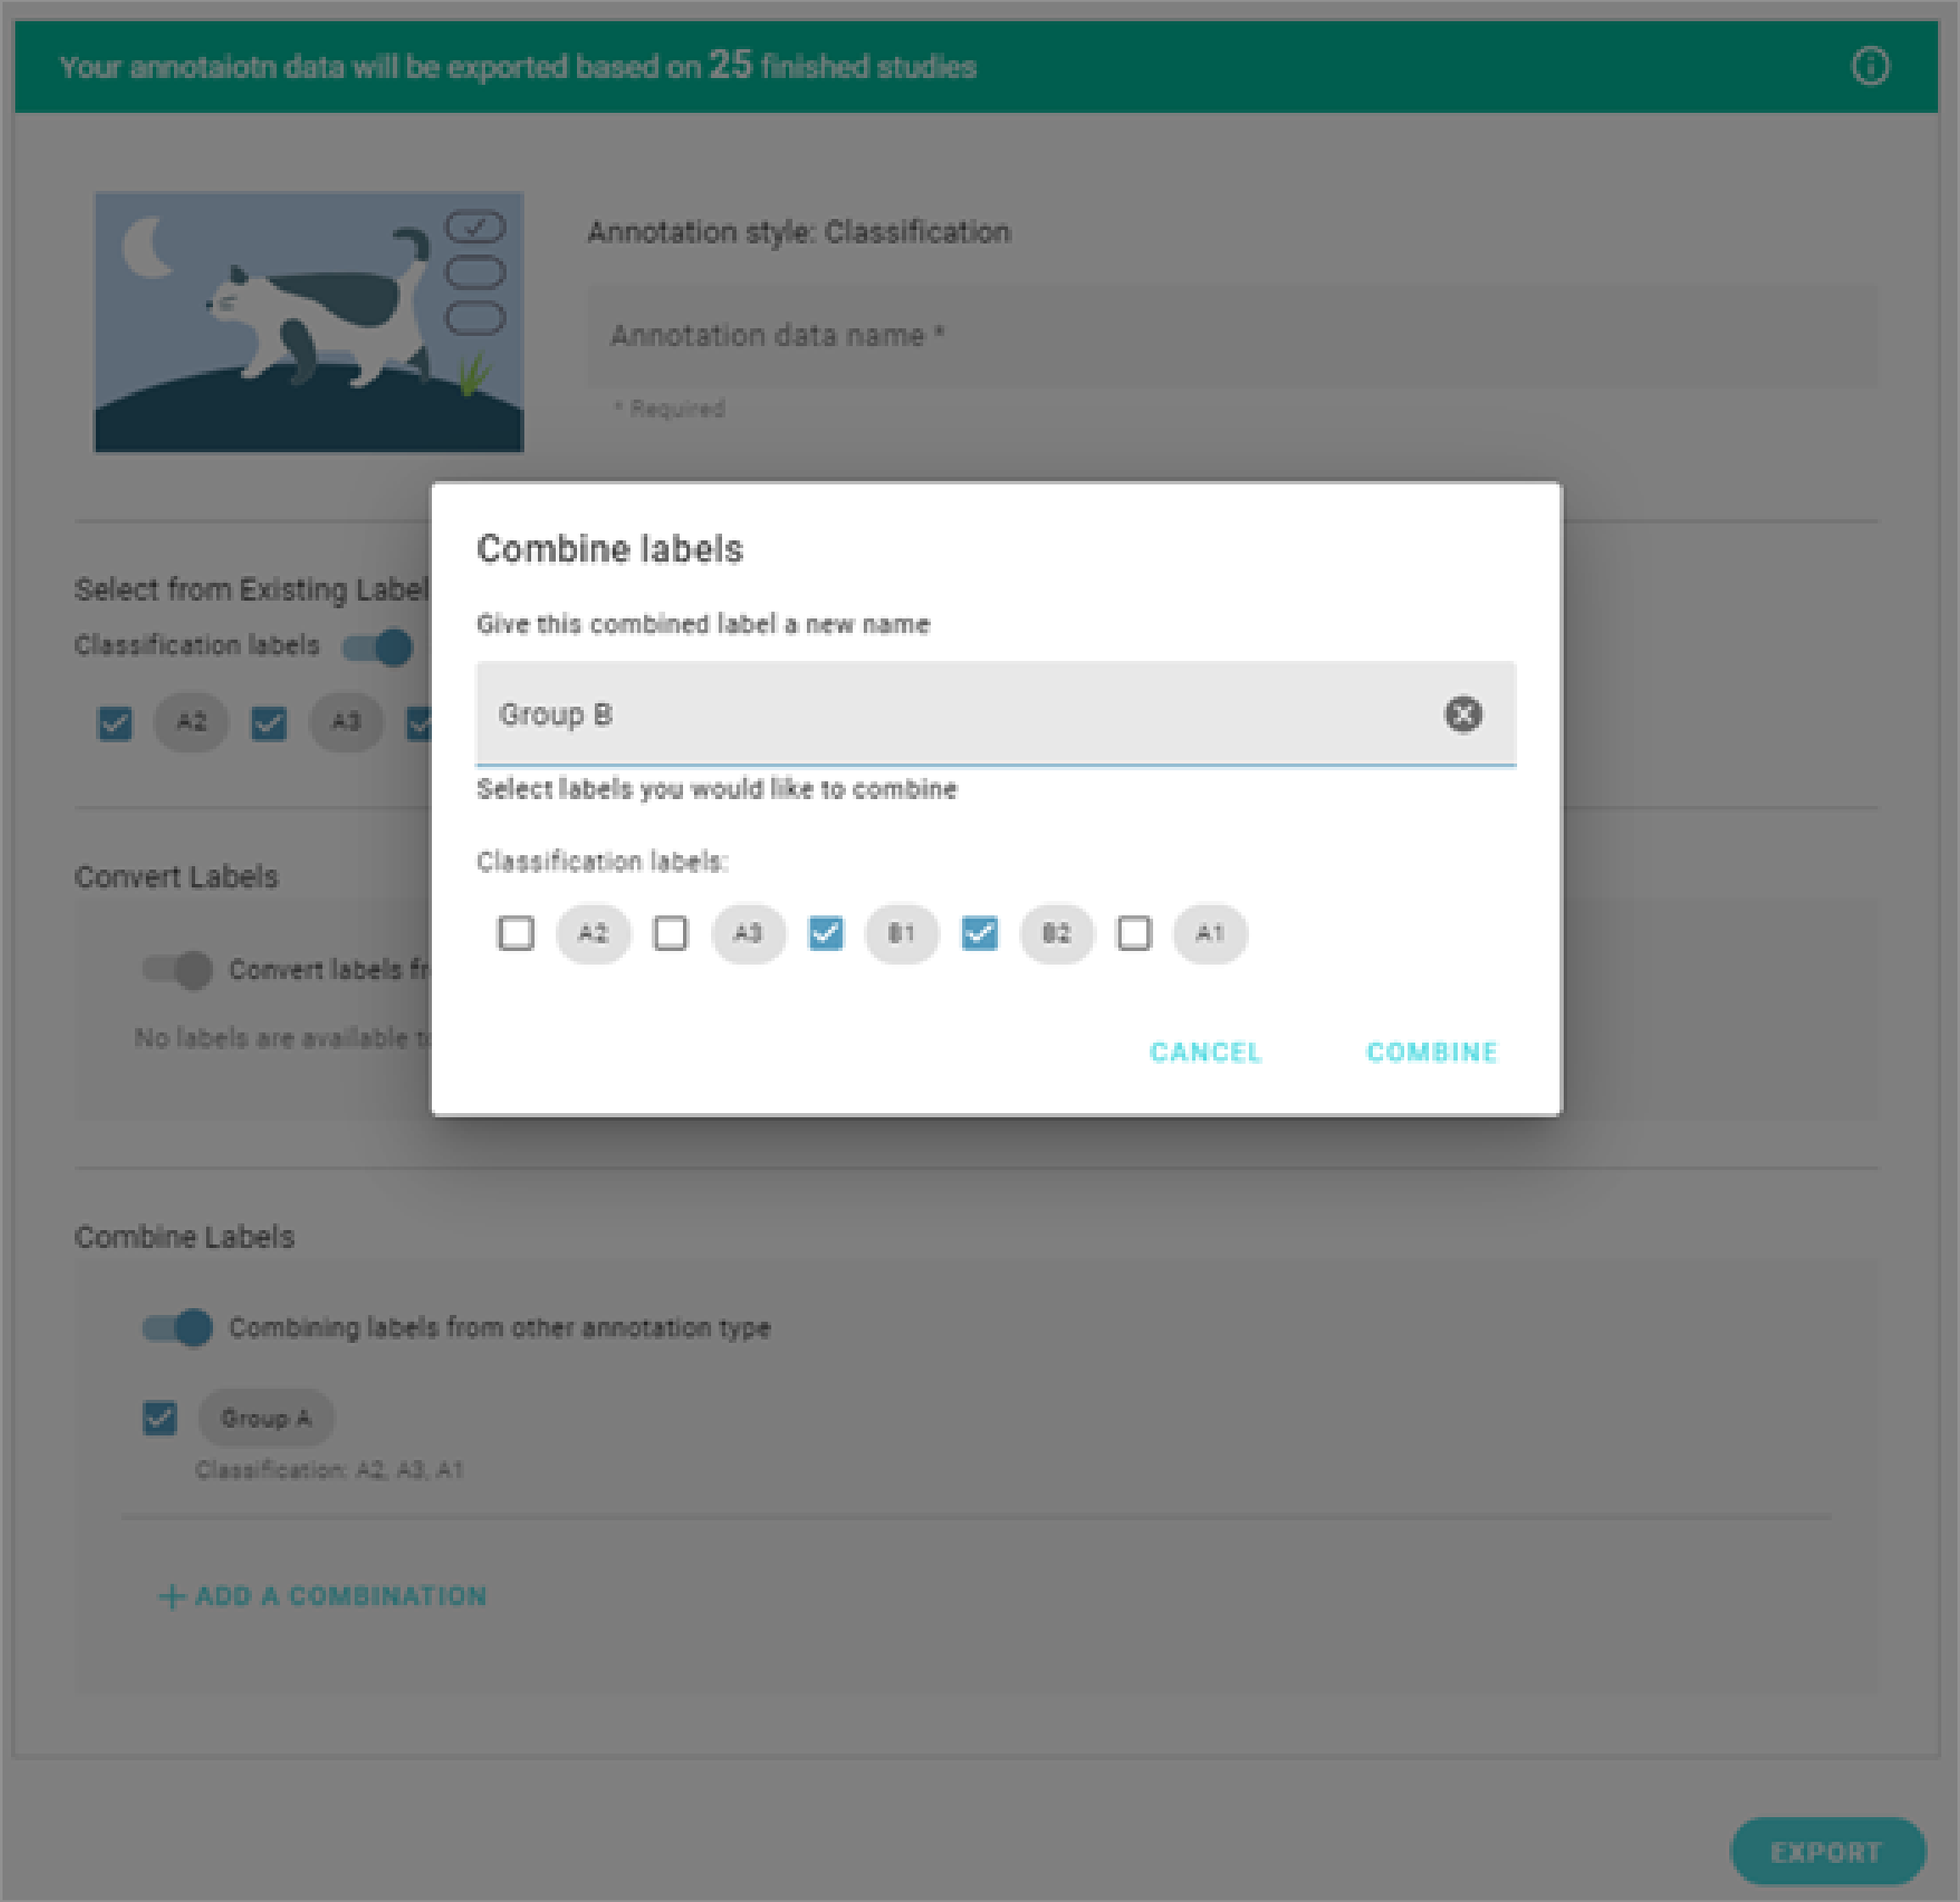 Your annotaiotn data will be exported based on 25 finished studies
Annotation style: Classification
Annotation data name *
* Required
Select from Existing Label
Classification labels
A2 A3
Convert Labels
Convert labels fr
No labels are available to
Combine labels
Give this combined label a new name
Group B
Select labels you would like to combine
Classification labels:
A2 A3 B1 B2 A1
CANCEL COMBINE
Combine Labels
Combining labels from other annotation type
Group A
Classification: A2, A3, A1
+ ADD A COMBINATION
EXPORT